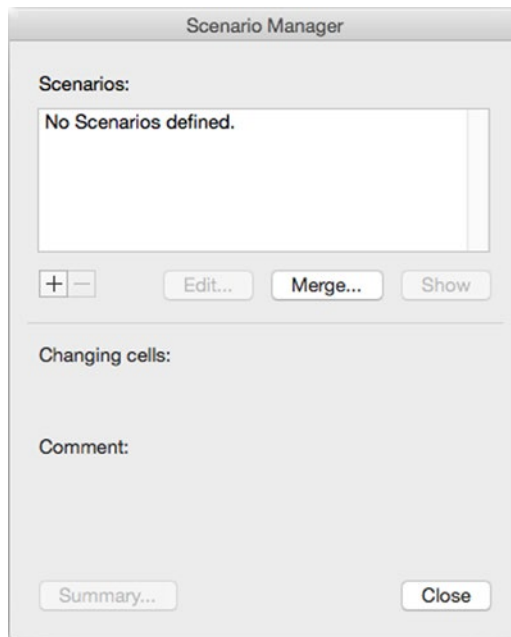 Scenario Manager
Scenarios:
No Scenarios defined.
+ − Edit... Merge... Show
Changing cells:
Comment:
Summary... Close